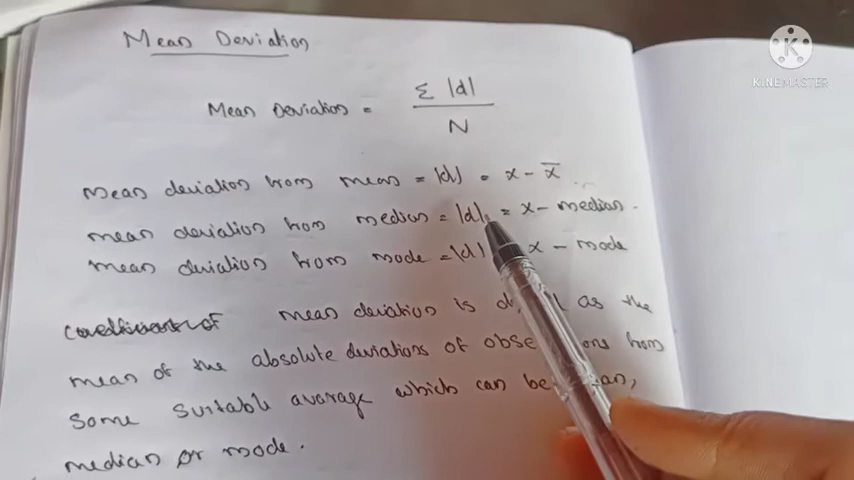 Mean Deviation
Mean Deviation = Σ |d| / N
Mean deviation from mean = |d| = x - x̅
mean deviation from median = |d| = x - median.
mean deviation from mode = |d| x - mode
mean deviation is as the
mean of the absolute deviations of from
some suitable avarage which can be
median or mode.
K
KINEMASTER